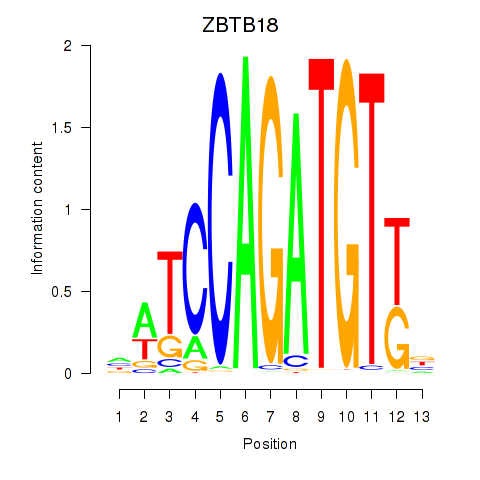 ZBTB18
2
1.5
1
0.5
0
Information content
A T C C A G A T G T T
T G A G
1 2 3 4 5 6 7 8 9 10 11 12 13
Position